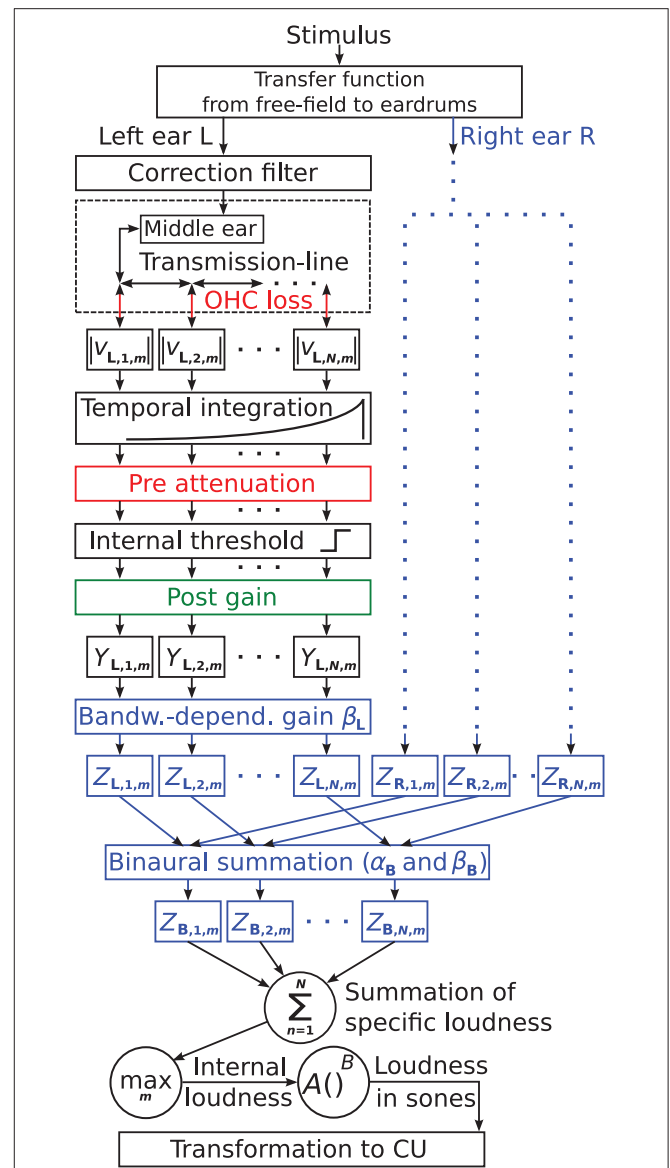 Stimulus
Transfer function
from free-field to eardrums
Left ear L
Right ear R
Correction filter
Middle ear
Transmission-line
. . .
OHC loss
|V_L,1,m| |V_L,2,m| . . . |V_L,N,m|
Temporal integration
. . .
Pre attenuation
. . .
Internal threshold
. . .
Post gain
Y_L,1,m Y_L,2,m . . . Y_L,N,m
Bandw.-depend. gain β_L
Z_L,1,m Z_L,2,m . . . Z_L,N,m Z_R,1,m Z_R,2,m . . Z_R,N,m
Binaural summation (α_B and β_B)
Z_B,1,m Z_B,2,m . . . Z_B,N,m
N
∑
n=1
Summation of
specific loudness
max
m
Internal
loudness
A()^B
Loudness
in sones
Transformation to CU